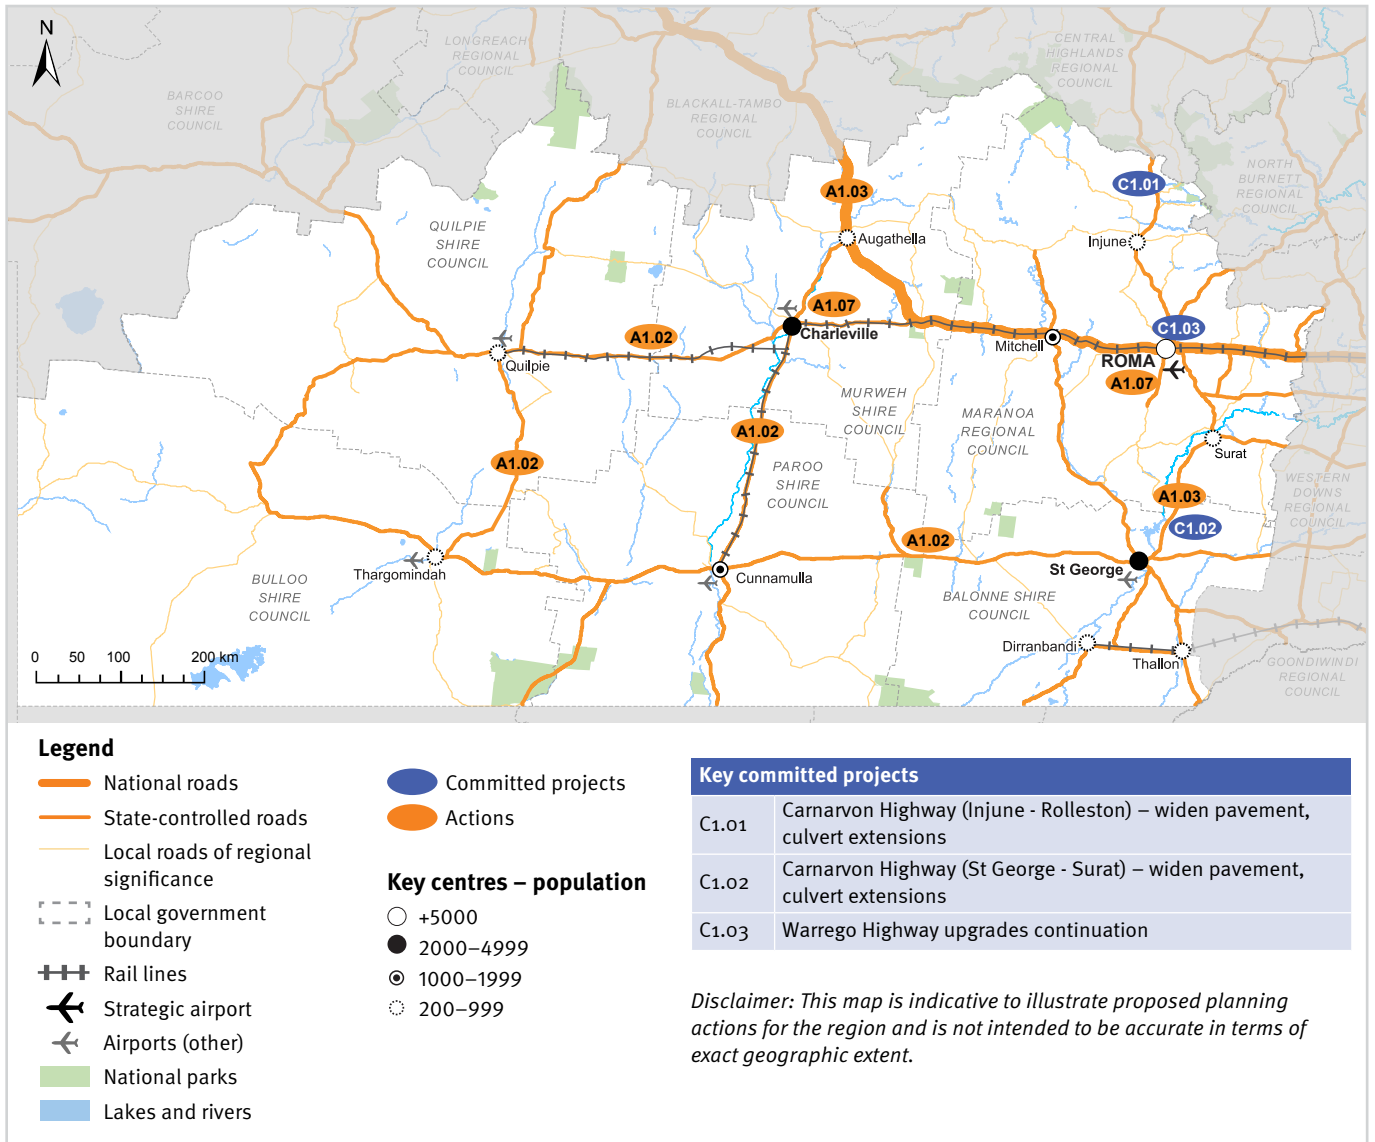 N
LONGREACH
REGIONAL
COUNCIL
CENTRAL
HIGHLANDS
REGIONAL
COUNCIL
BARCOO
SHIRE
COUNCIL
BLACKALL-TAMBO
REGIONAL
COUNCIL
NORTH
BURNETT
REGIONAL
COUNCIL
C1.01
A1.03
QUILPIE
SHIRE
COUNCIL
Augathella
Injune
A1.07
C1.03
A1.02
Charleville
Mitchell
ROMA
Quilpie
A1.07
MURWEH
SHIRE
COUNCIL
MARANOA
REGIONAL
COUNCIL
A1.02
Surat
A1.02
PAROO
SHIRE
COUNCIL
WESTERN
DOWNS
REGIONAL
COUNCIL
A1.03
C1.02
A1.02
Thargomindah
Cunnamulla
St George
BULLOO
SHIRE
COUNCIL
BALONNE SHIRE
COUNCIL
Dirranbandi
Thallon
GOONDIWINDI
REGIONAL
COUNCIL
0 50 100 200 km
Legend
National roads
State-controlled roads
Local roads of regional
significance
Local government
boundary
Rail lines
Strategic airport
Airports (other)
National parks
Lakes and rivers
Committed projects
Actions
Key centres – population
+5000
2000–4999
1000–1999
200–999
Key committed projects
C1.01 Carnarvon Highway (Injune - Rolleston) – widen pavement,
culvert extensions
C1.02 Carnarvon Highway (St George - Surat) – widen pavement,
culvert extensions
C1.03 Warrego Highway upgrades continuation
Disclaimer: This map is indicative to illustrate proposed planning
actions for the region and is not intended to be accurate in terms of
exact geographic extent.